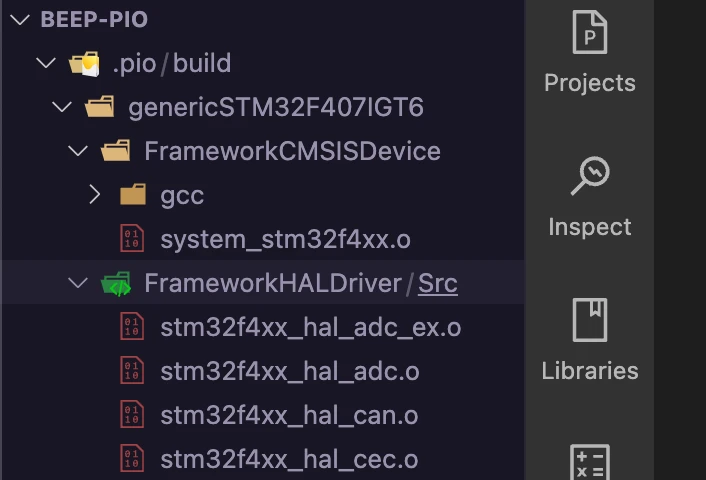 BEEP-PIO
.pio/build
genericSTM32F407IGT6
FrameworkCMSISDevice
gcc
system_stm32f4xx.o
FrameworkHALDriver/Src
stm32f4xx_hal_adc_ex.o
stm32f4xx_hal_adc.o
stm32f4xx_hal_can.o
stm32f4xx_hal_cec.o
Projects
Inspect
Libraries